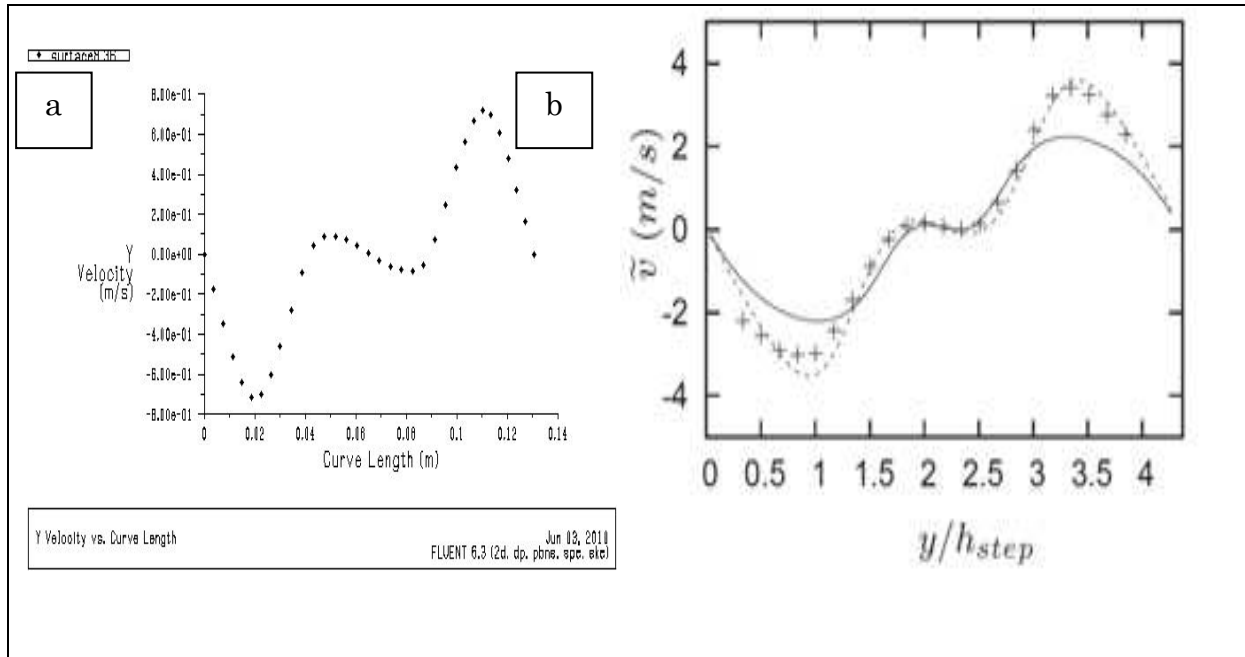 a
8.00e-01
6.00e-01
4.00e-01
2.00e-01
0.00e+00
-2.00e-01
-4.00e-01
-6.00e-01
-8.00e-01
Y
Velocity
(m/s)
0 0.02 0.04 0.06 0.08 0.1 0.12 0.14
Curve Length (m)
Y Velocity vs. Curve Length
Jun 03, 2010
FLUENT 6.3 (2d, dp, pbns, spe, ske)
b
4
2
0
-2
-4
ṽ (m/s)
0 0.5 1 1.5 2 2.5 3 3.5 4
y/h_step